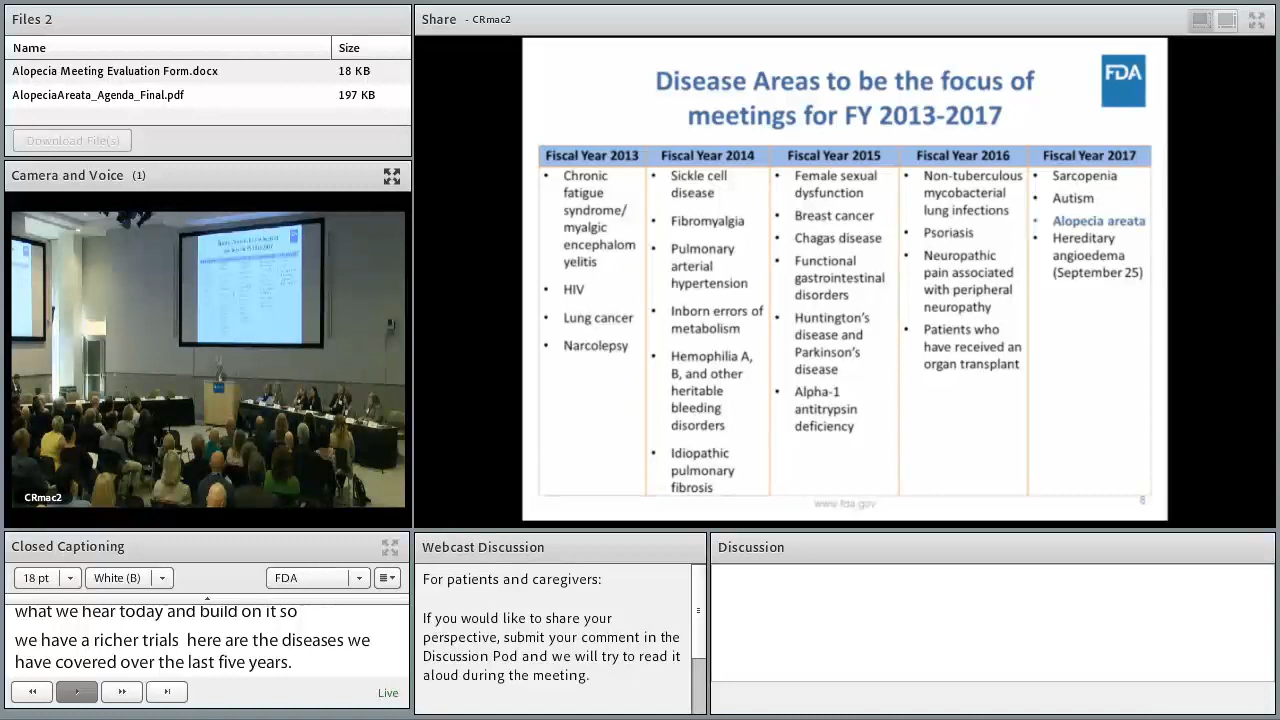 Files 2
Name Size
Alopecia Meeting Evaluation Form.docx 18 KB
AlopeciaAreata_Agenda_Final.pdf 197 KB
Download File(s)
Camera and Voice (1)
CRmac2
Share - CRmac2
FDA
Disease Areas to be the focus of
meetings for FY 2013-2017
Fiscal Year 2013
• Chronic
fatigue
syndrome/
myalgic
encephalom
yelitis
• HIV
• Lung cancer
• Narcolepsy
Fiscal Year 2014
• Sickle cell
disease
• Fibromyalgia
• Pulmonary
arterial
hypertension
• Inborn errors of
metabolism
• Hemophilia A,
B, and other
heritable
bleeding
disorders
• Idiopathic
pulmonary
fibrosis
Fiscal Year 2015
• Female sexual
dysfunction
• Breast cancer
• Chagas disease
• Functional
gastrointestinal
disorders
• Huntington's
disease and
Parkinson's
disease
• Alpha-1
antitrypsin
deficiency
Fiscal Year 2016
• Non-tuberculous
mycobacterial
lung infections
• Psoriasis
• Neuropathic
pain associated
with peripheral
neuropathy
• Patients who
have received an
organ transplant
Fiscal Year 2017
• Sarcopenia
• Autism
• Alopecia areata
• Hereditary
angioedema
(September 25)
www.fda.gov
8
Closed Captioning
18 pt White (B) FDA
what we hear today and build on it so
we have a richer trials here are the diseases we
have covered over the last five years.
Live
Webcast Discussion
For patients and caregivers:
If you would like to share your
perspective, submit your comment in the
Discussion Pod and we will try to read it
aloud during the meeting.
Discussion